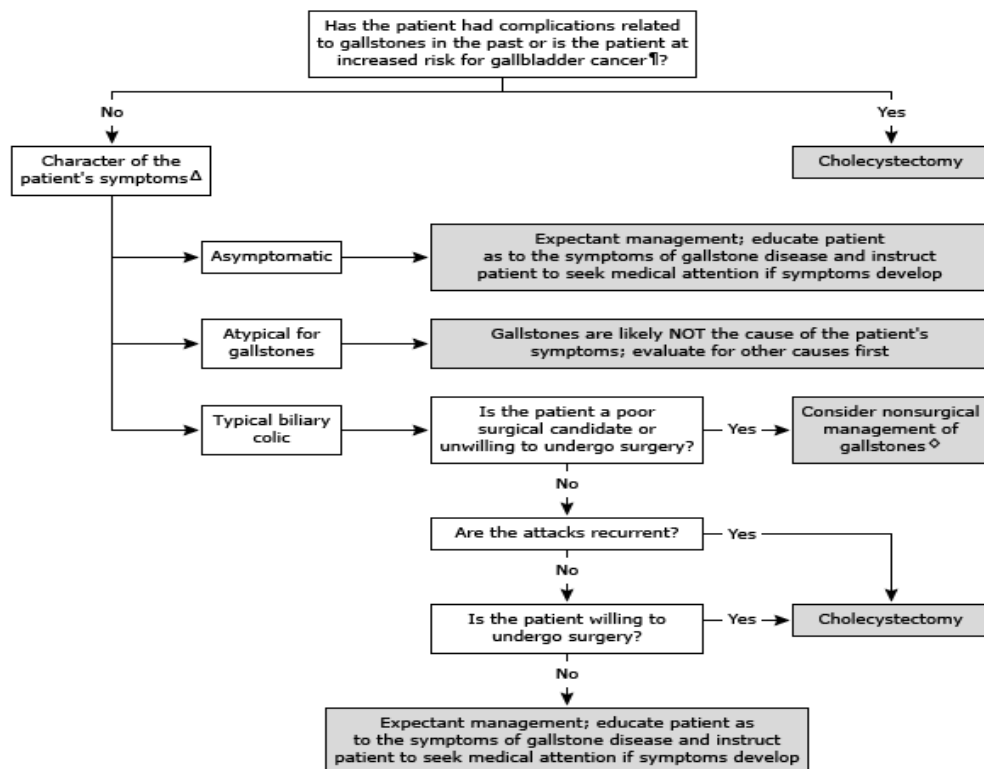 Has the patient had complications related
to gallstones in the past or is the patient at
increased risk for gallbladder cancer¶?
No
Yes
Character of the
patient's symptoms Δ
Cholecystectomy
Asymptomatic
Expectant management; educate patient
as to the symptoms of gallstone disease and instruct
patient to seek medical attention if symptoms develop
Atypical for
gallstones
Gallstones are likely NOT the cause of the patient's
symptoms; evaluate for other causes first
Typical biliary
colic
Is the patient a poor
surgical candidate or
unwilling to undergo surgery?
Yes
Consider nonsurgical
management of
gallstones◇
No
Are the attacks recurrent?
Yes
No
Is the patient willing to
undergo surgery?
Yes
Cholecystectomy
No
Expectant management; educate patient as
to the symptoms of gallstone disease and instruct
patient to seek medical attention if symptoms develop